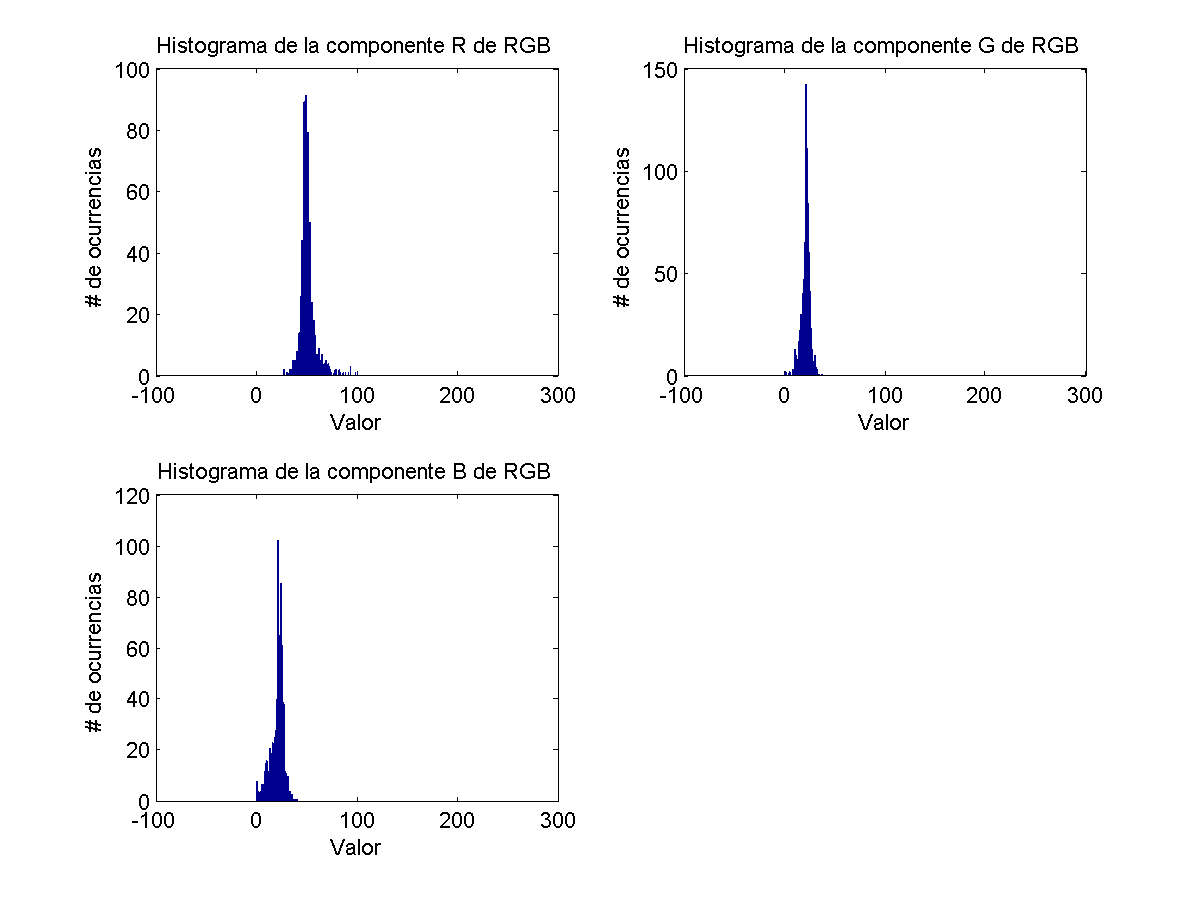 Histograma de la componente R de RGB
100
80
60
40
20
0
# de ocurrencias
-100 0 100 200 300
Valor
Histograma de la componente G de RGB
150
100
50
0
# de ocurrencias
-100 0 100 200 300
Valor
Histograma de la componente B de RGB
120
100
80
60
40
20
0
# de ocurrencias
-100 0 100 200 300
Valor